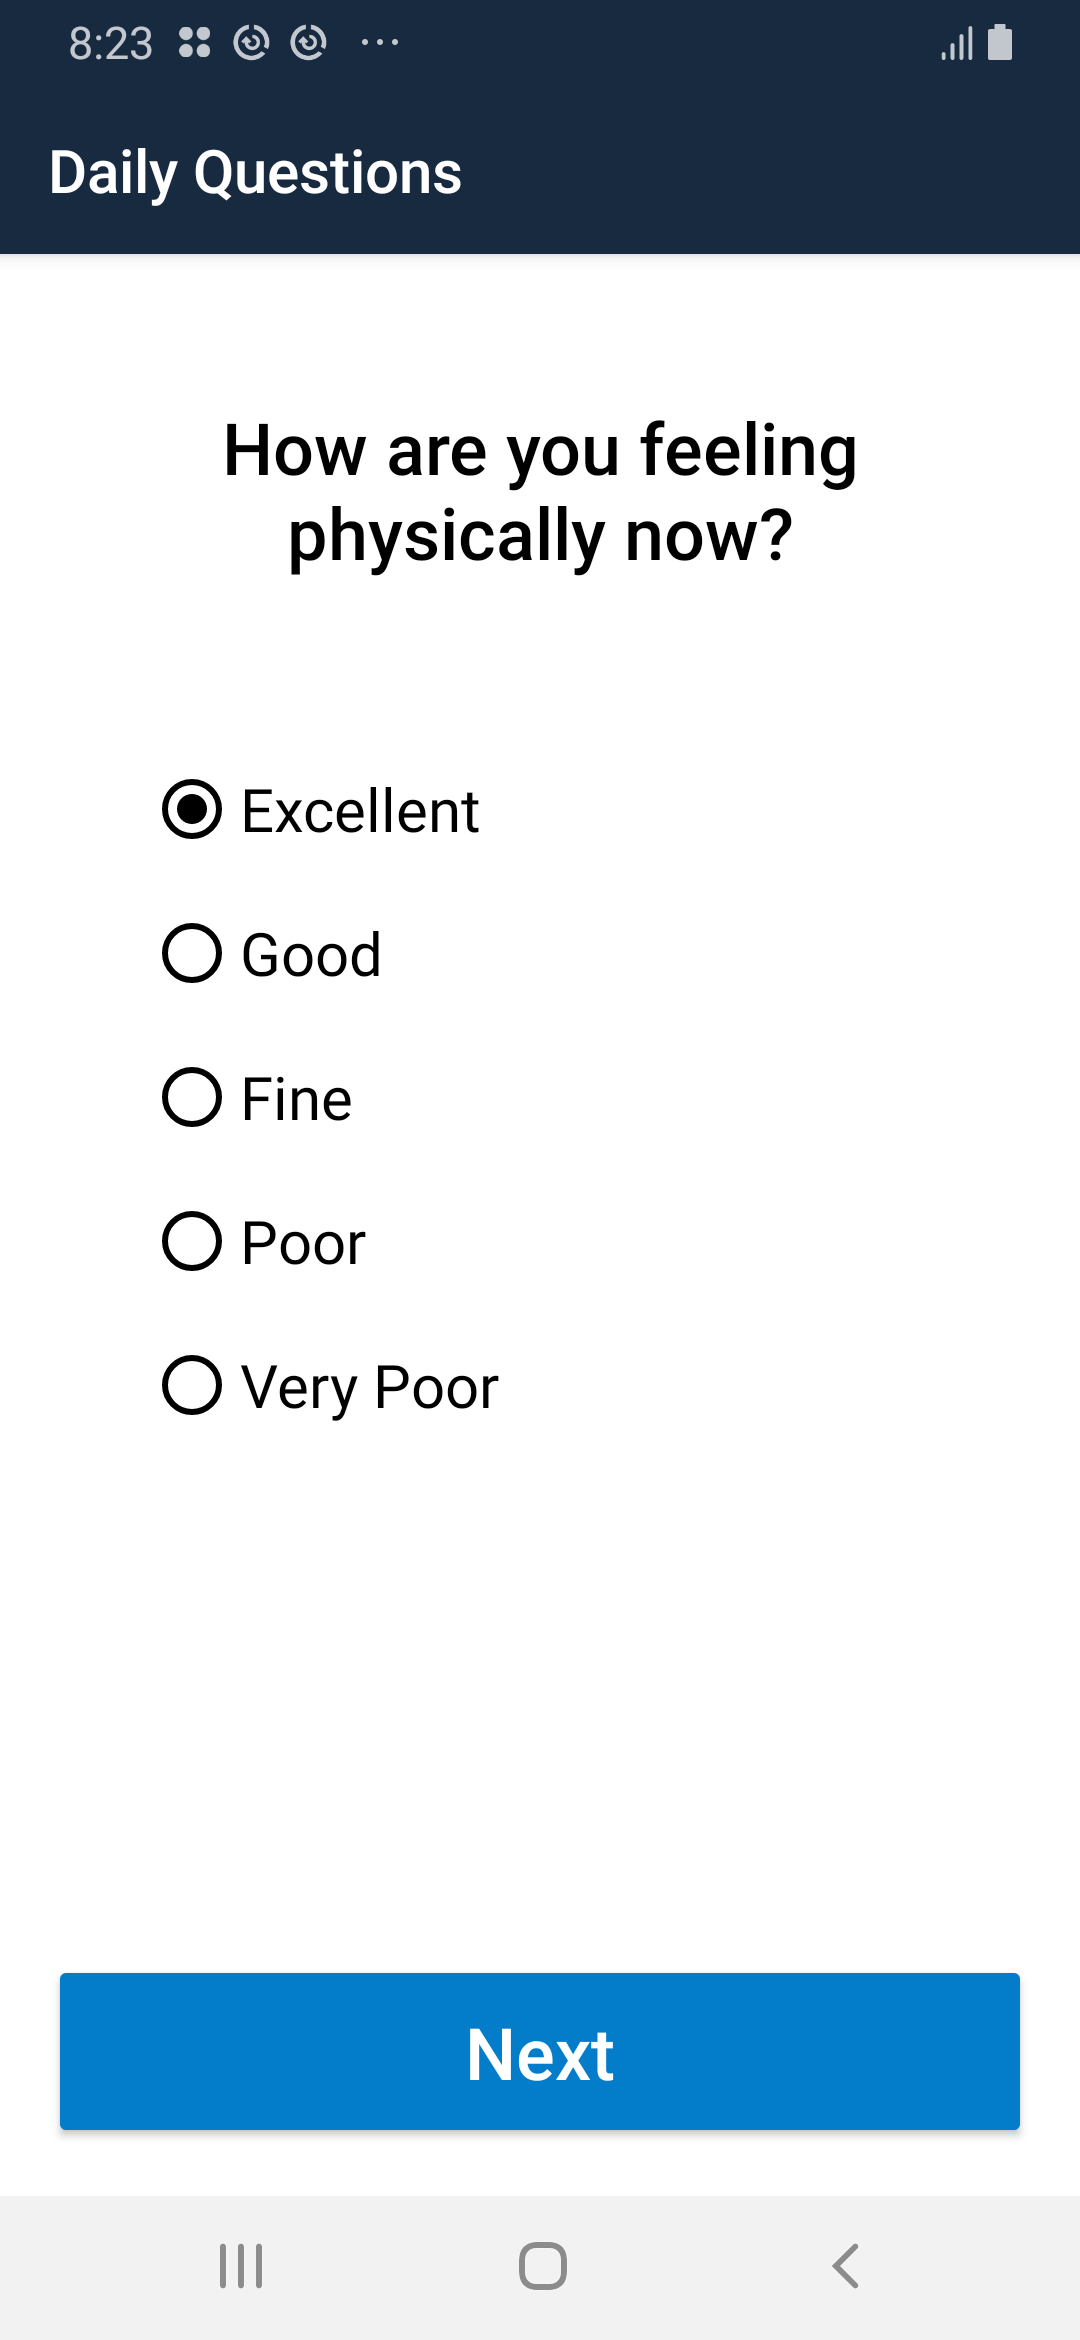 8:23
Daily Questions
How are you feeling
physically now?
Excellent
Good
Fine
Poor
Very Poor
Next